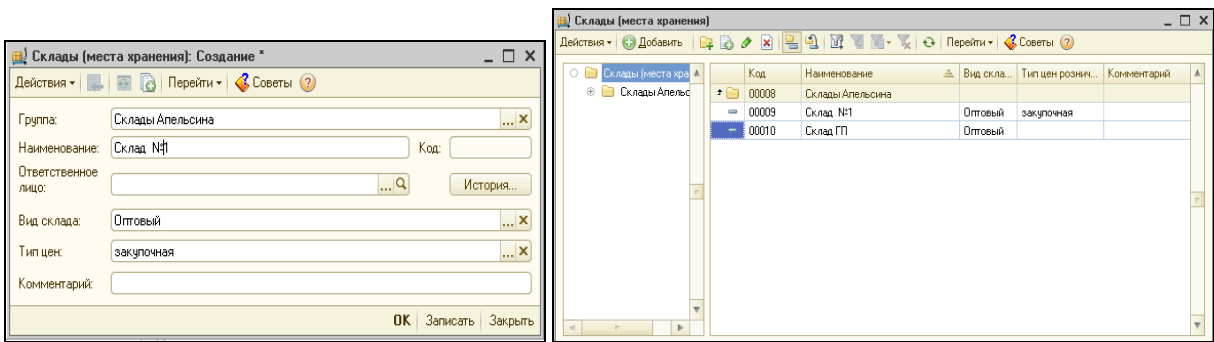 Склады (места хранения): Создание *
Действия Перейти Советы
Группа: Склады Апельсина
Наименование: Склад №1 Код:
Ответственное
лицо: История...
Вид склада: Оптовый
Тип цен: закупочная
Комментарий:
OK Записать Закрыть
Склады (места хранения)
Действия Добавить Перейти Советы
Склады (места хра
Склады Апельс
Код Наименование Вид скла... Тип цен рознич... Комментарий
00008 Склады Апельсина
00009 Склад №1 Оптовый закупочная
00010 Склад ГП Оптовый